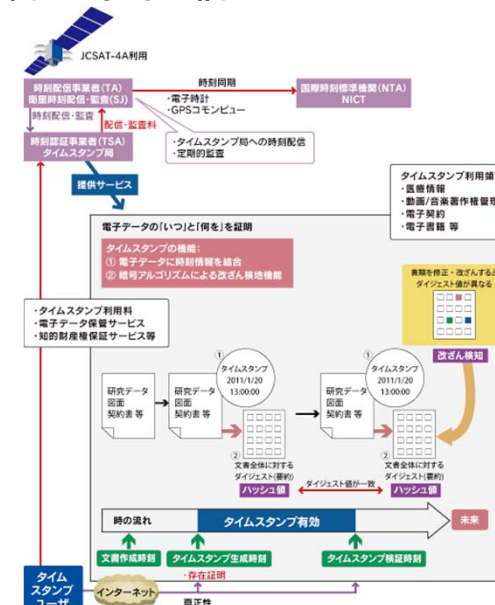 JCSAT-4A利用
時刻配信事業者(TA)
衛星時刻配信・監査(SJ)
時刻同期
・電子時計
・GPSコモンビュー
国際時刻標準機関(NTA)
NICT
時刻配信・監査
配信・監査料
時刻認証事業者(TSA)
タイムスタンプ局
・タイムスタンプ局への時刻配信
・定期的監査
提供サービス
タイムスタンプ利用領
・医療情報
・動画/音楽著作権管理
・電子契約
・電子書籍 等
電子データの「いつ」と「何を」を証明
タイムスタンプの機能:
① 電子データに時刻情報を結合
② 暗号アルゴリズムによる改ざん検地機能
書類を修正・改ざんすると
ダイジェスト値が異なる
改ざん検知
・タイムスタンプ利用料
・電子データ保管サービス
・知的財産権保証サービス等
研究データ
図面
契約書 等
研究データ
図面
契約書 等
①
タイムスタンプ
2011/1/20
13:00:00
②
文書全体に対する
ダイジェスト(要約)
ハッシュ値
研究データ
図面
契約書 等
①
タイムスタンプ
2011/1/20
13:00:00
②
文書全体に対する
ダイジェスト(要約)
ハッシュ値
ダイジェスト値が一致
時の流れ
タイムスタンプ有効
未来
文書作成時刻
タイムスタンプ生成時刻
タイムスタンプ検証時刻
・存在証明
タイム
スタンプ
ユーザ
インターネット
真正性